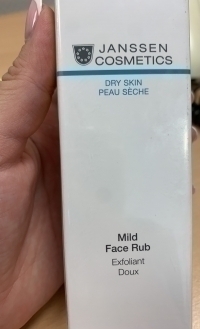 JANSSEN
COSMETICS
DRY SKIN
PEAU SÈCHE
Mild
Face Rub
Exfoliant
Doux